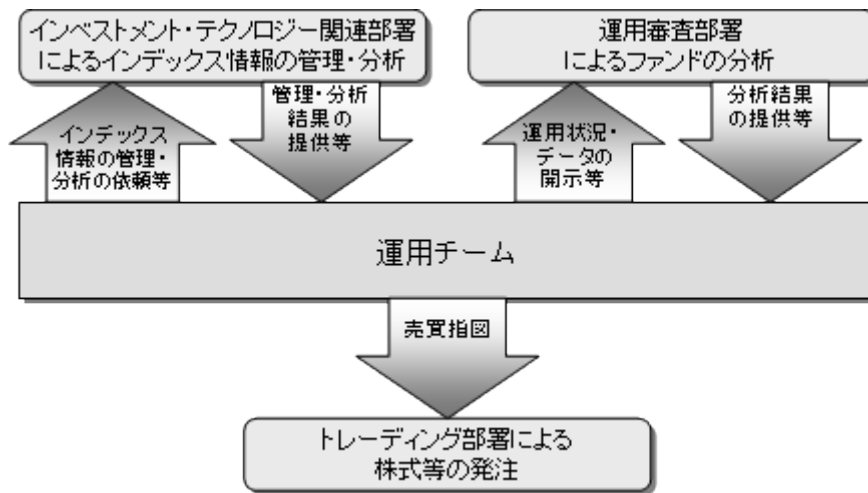 インベストメント・テクノロジー関連部署
によるインデックス情報の管理・分析
運用審査部署
によるファンドの分析
インデックス
情報の管理・
分析の依頼等
管理・分析
結果の
提供等
運用状況・
データの
開示等
分析結果
の提供等
運用チーム
売買指図
トレーディング部署による
株式等の発注